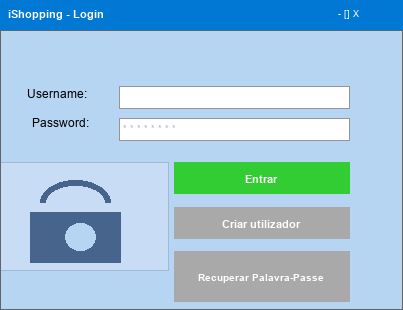 iShopping - Login
- [] X
Username:
Password:
********
Entrar
Criar utilizador
Recuperar Palavra-Passe